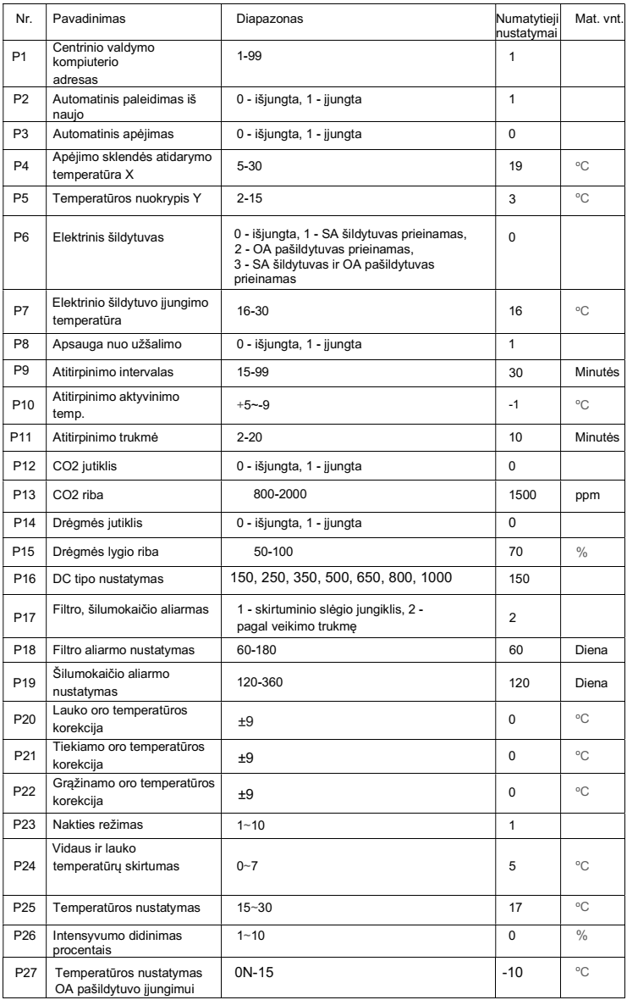 Nr. Pavadinimas Diapazonas Numatytieji nustatymai Mat. vnt.
P1 Centrinio valdymo kompiuterio adresas 1-99 1
P2 Automatinis paleidimas iš naujo 0 - išjungta, 1 - įjungta 1
P3 Automatinis apėjimas 0 - išjungta, 1 - įjungta 0
P4 Apėjimo sklendės atidarymo temperatūra X 5-30 19 ºC
P5 Temperatūros nuokrypis Y 2-15 3 ºC
P6 Elektrinis šildytuvas 0 - išjungta, 1 - SA šildytuvas prieinamas, 2 - OA pašildytuvas prieinamas, 3 - SA šildytuvas ir OA pašildytuvas prieinamas 0
P7 Elektrinio šildytuvo įjungimo temperatūra 16-30 16 ºC
P8 Apsauga nuo užšalimo 0 - išjungta, 1 - įjungta 1
P9 Atitirpinimo intervalas 15-99 30 Minutės
P10 Atitirpinimo aktyvinimo temp. +5~-9 -1 ºC
P11 Atitirpinimo trukmė 2-20 10 Minutės
P12 CO2 jutiklis 0 - išjungta, 1 - įjungta 0
P13 CO2 riba 800-2000 1500 ppm
P14 Drėgmės jutiklis 0 - išjungta, 1 - įjungta 0
P15 Drėgmės lygio riba 50-100 70 %
P16 DC tipo nustatymas 150, 250, 350, 500, 650, 800, 1000 150
P17 Filtro, šilumokaičio aliarmas 1 - skirtuminio slėgio jungiklis, 2 - pagal veikimo trukmę 2
P18 Filtro aliarmo nustatymas 60-180 60 Diena
P19 Šilumokaičio aliarmo nustatymas 120-360 120 Diena
P20 Lauko oro temperatūros korekcija ±9 0 ºC
P21 Tiekiamo oro temperatūros korekcija ±9 0 ºC
P22 Grąžinamo oro temperatūros korekcija ±9 0 ºC
P23 Nakties režimas 1~10 1
P24 Vidaus ir lauko temperatūrų skirtumas 0~7 5 ºC
P25 Temperatūros nustatymas 15~30 17 ºC
P26 Intensyvumo didinimas procentais 1~10 0 %
P27 Temperatūros nustatymas OA pašildytuvo įjungimui 0N-15 -10 ºC